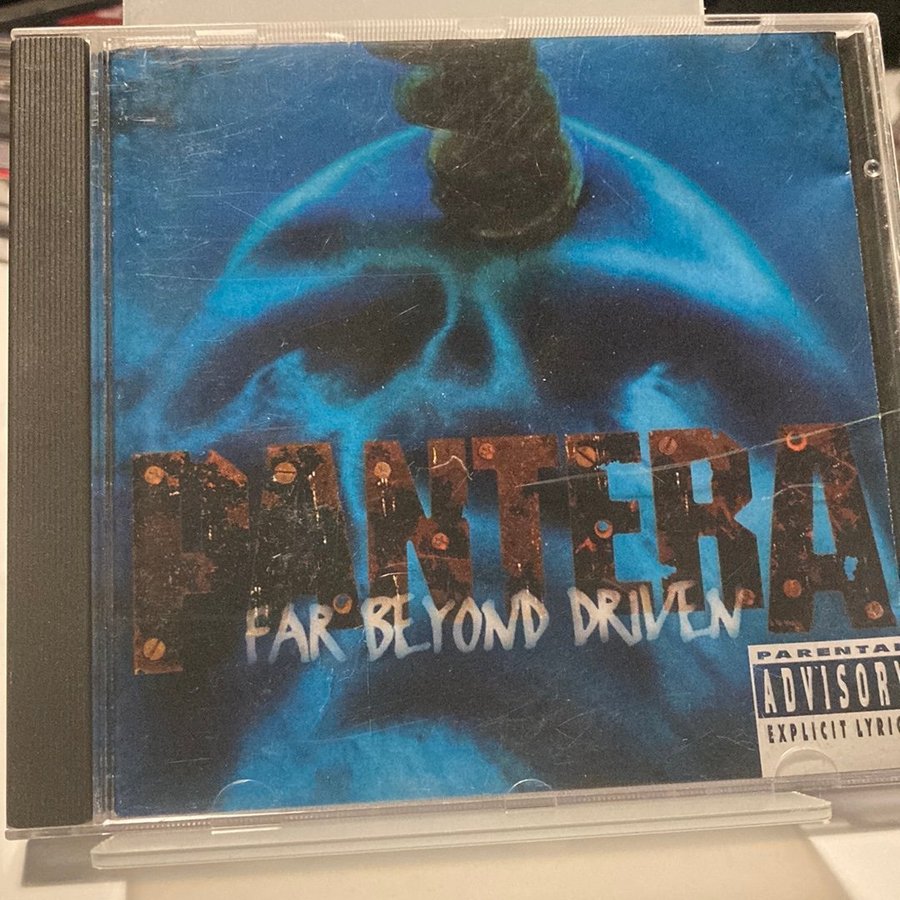 PANTERA
FAR BEYOND DRIVEN
PARENTAL
ADVISORY
EXPLICIT LYRIC